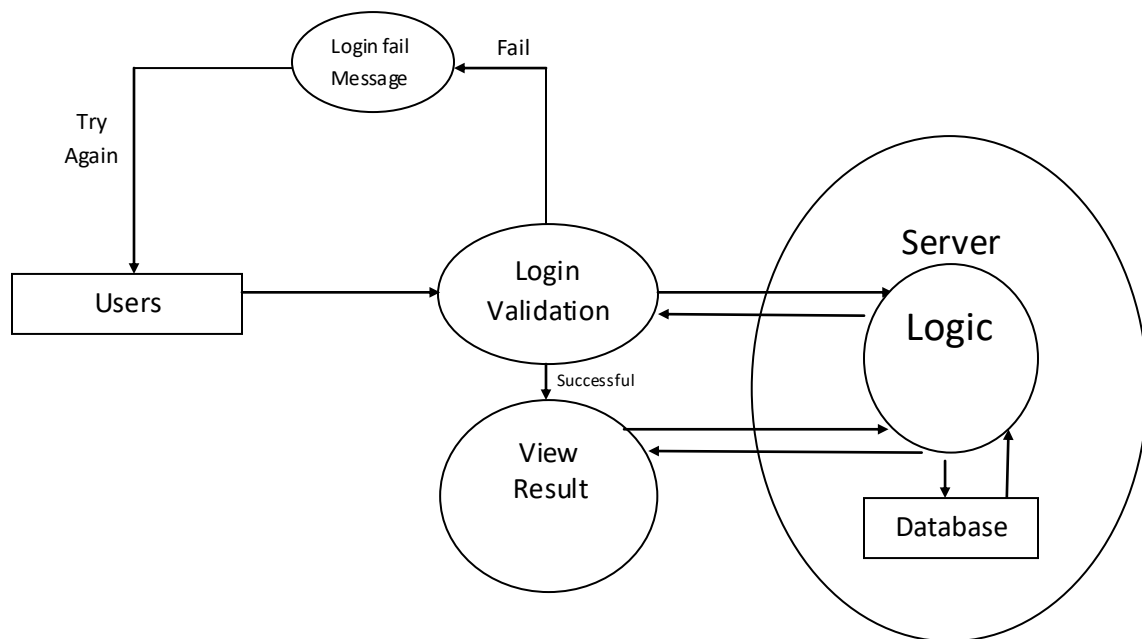 Login fail
Message
Fail
Try
Again
Server
Users
Login
Validation
Logic
Successful
View
Result
Database